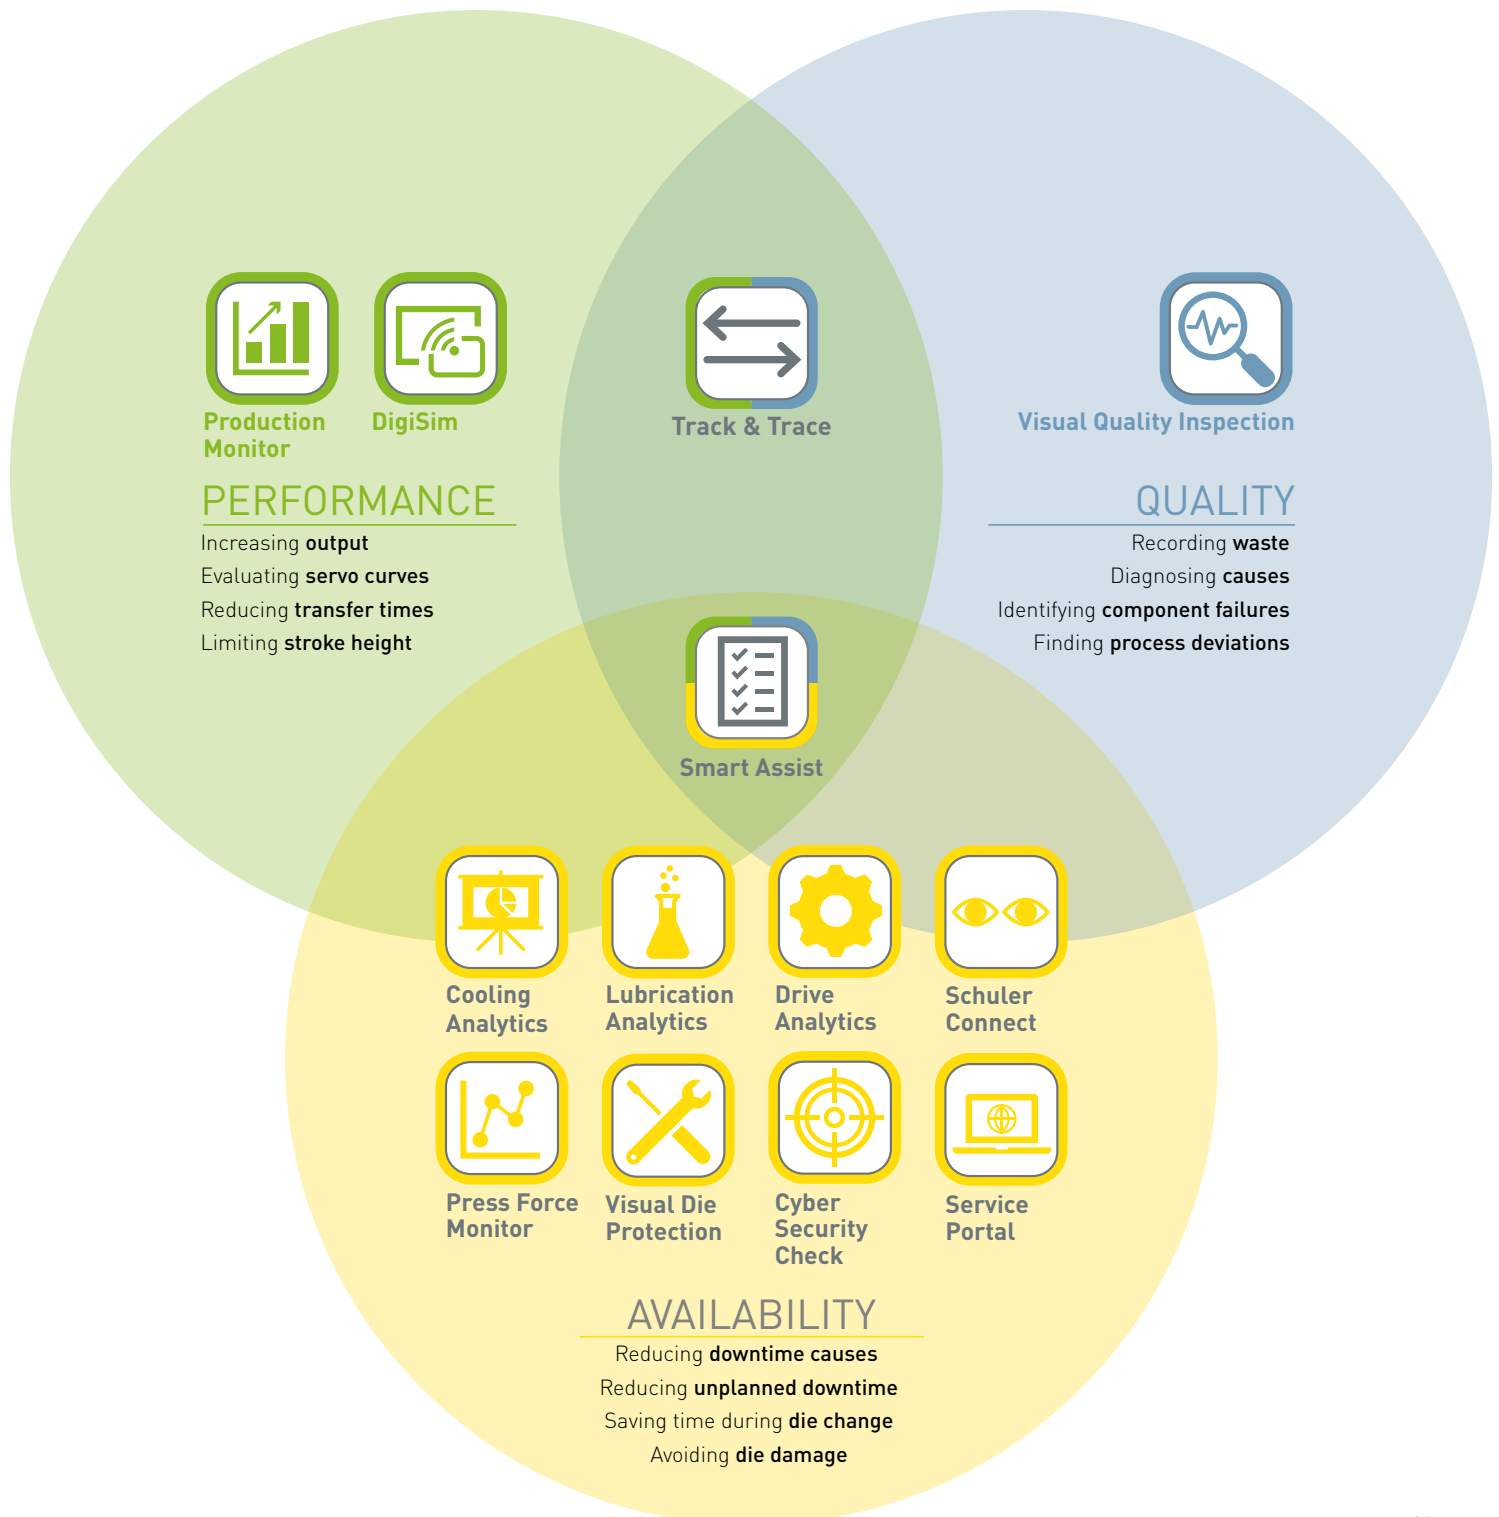 Production
Monitor
DigiSim
PERFORMANCE
Increasing output
Evaluating servo curves
Reducing transfer times
Limiting stroke height
Track & Trace
Visual Quality Inspection
QUALITY
Recording waste
Diagnosing causes
Identifying component failures
Finding process deviations
Smart Assist
Cooling
Analytics
Lubrication
Analytics
Drive
Analytics
Schuler
Connect
Press Force
Monitor
Visual Die
Protection
Cyber
Security
Check
Service
Portal
AVAILABILITY
Reducing downtime causes
Reducing unplanned downtime
Saving time during die change
Avoiding die damage